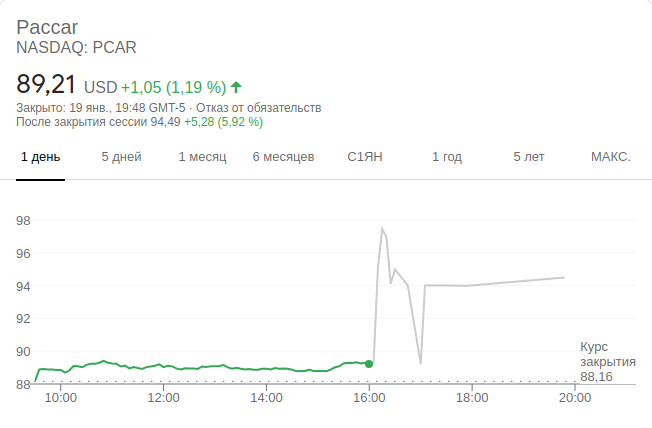 Paccar
NASDAQ: PCAR
89,21 USD +1,05 (1,19 %)
Закрыто: 19 янв., 19:48 GMT-5 · Отказ от обязательств
После закрытия сессии 94,49 +5,28 (5,92 %)
1 день 5 дней 1 месяц 6 месяцев С1ЯН 1 год 5 лет МАКС.
98
96
94
92
90
88
Курс
закрытия
88,16
10:00 12:00 14:00 16:00 18:00 20:00